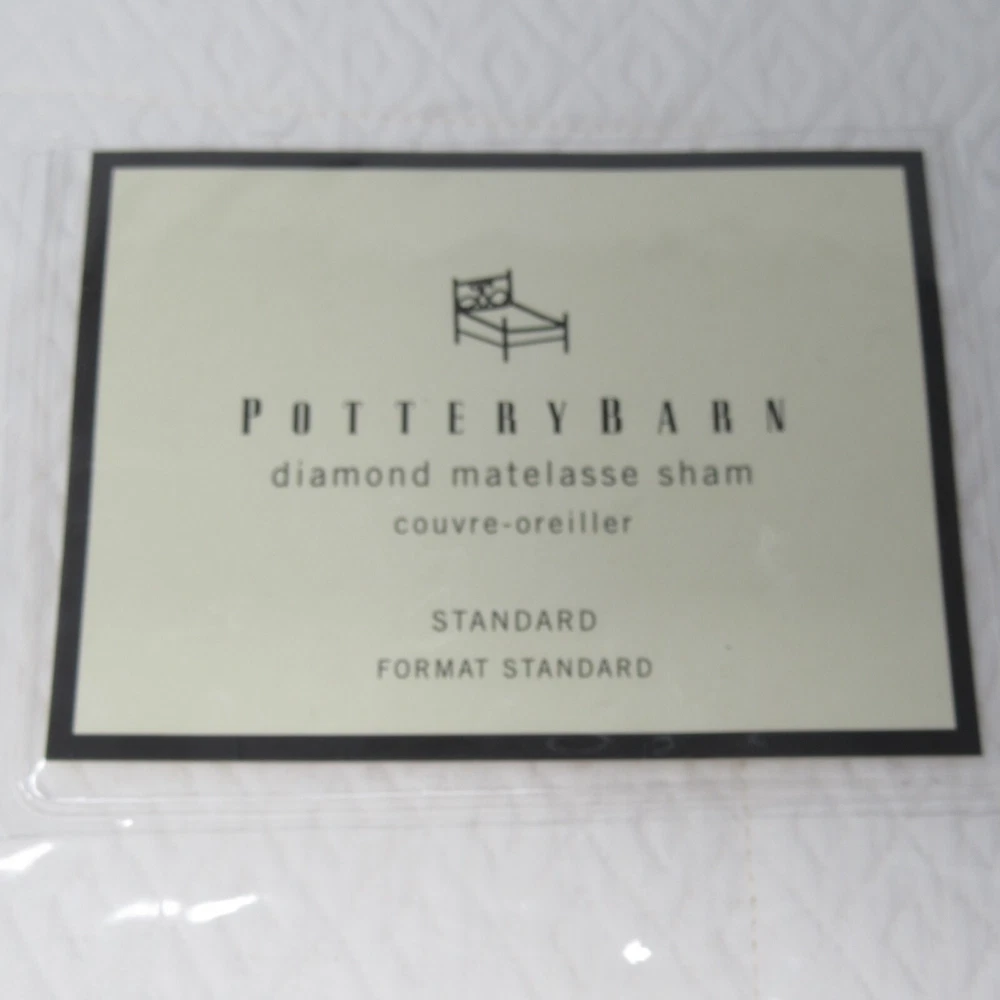 POTTERYBARN
diamond matelasse sham
couvre-oreiller
STANDARD
FORMAT STANDARD